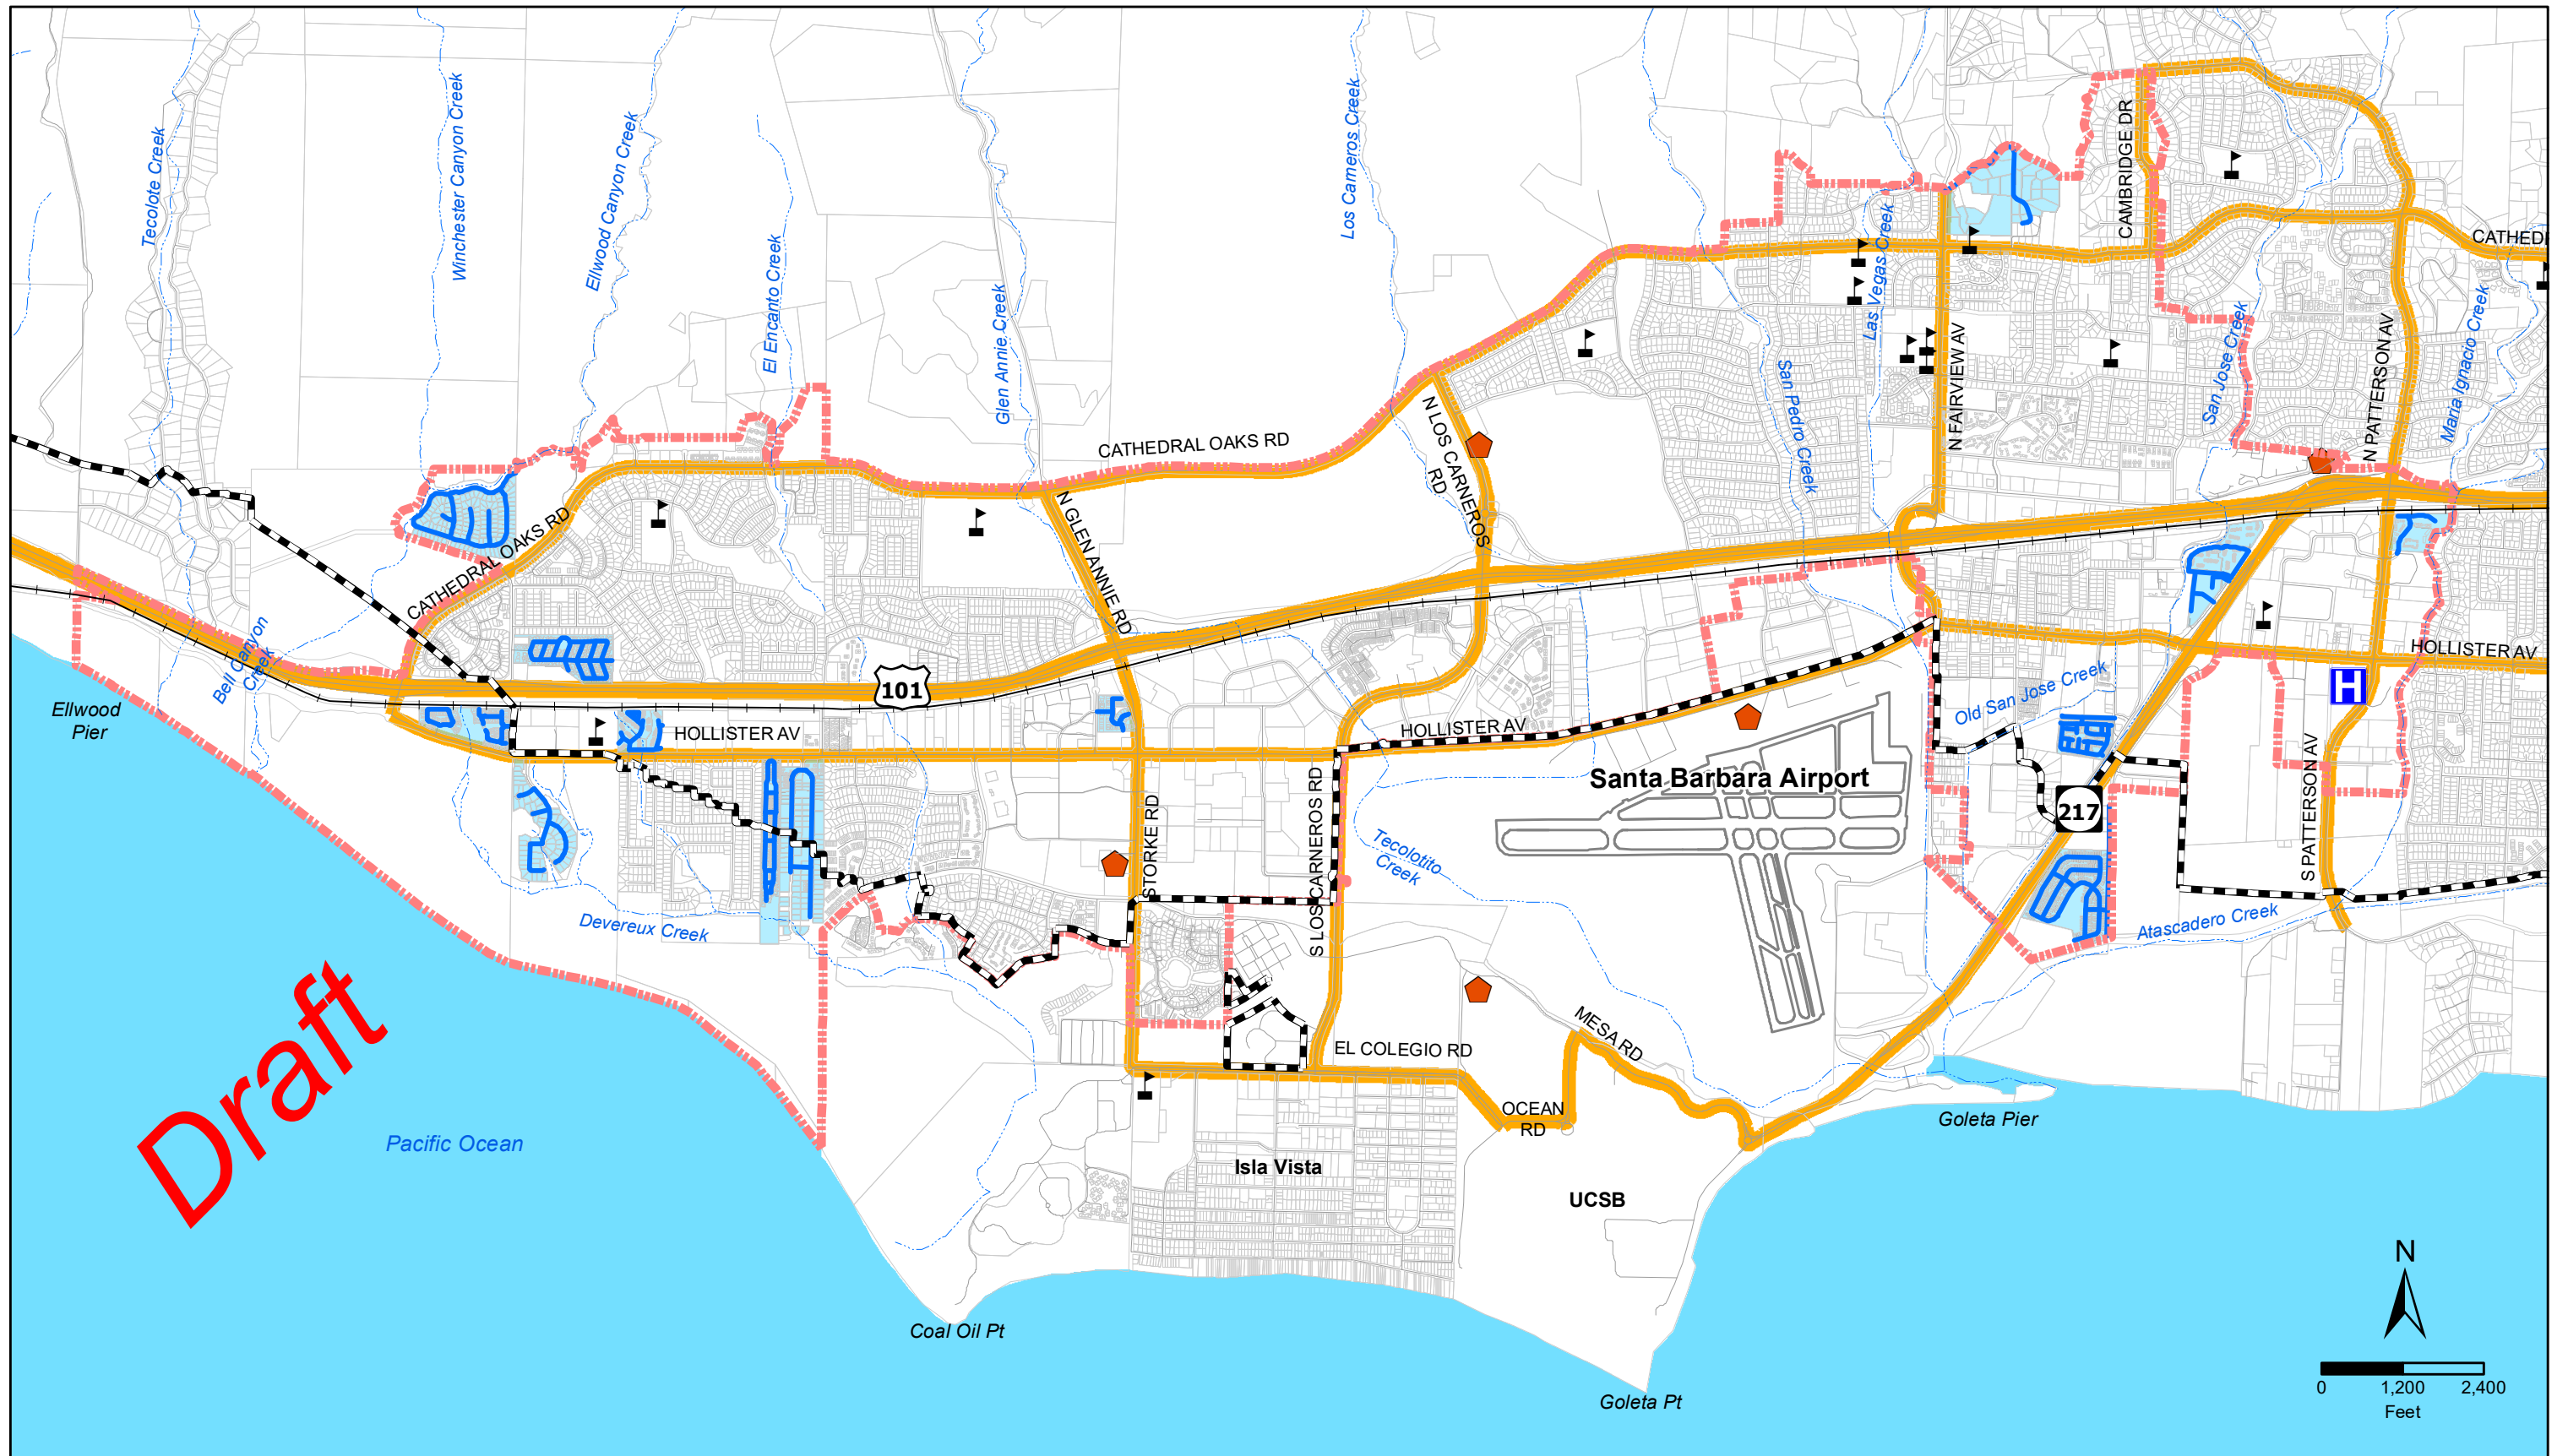 Tecolote Creek
Winchester Canyon Creek
Ellwood Canyon Creek
El Encanto Creek
Glen Annie Creek
Los Carneros Creek
Las Vegas Creek
San Pedro Creek
San Jose Creek
Maria Ignacio Creek
CAMBRIDGE DR
N FAIRVIEW AV
N PATTERSON AV
CATHEDRAL OAKS RD
CATHEDRAL OAKS RD
N LOS CARNEROS
RD
N GLEN ANNIE RD
Bell Canyon
Creek
Ellwood
Pier
101
HOLLISTER AV
HOLLISTER AV
HOLLISTER AV
H
Old San Jose Creek
Santa Barbara Airport
217
STORKE RD
S LOS CARNEROS RD
S PATTERSON AV
Tecolotito
Creek
Devereux Creek
Atascadero Creek
Draft
MESA RD
EL COLEGIO RD
OCEAN
RD
Goleta Pier
Pacific Ocean
Isla Vista
UCSB
Coal Oil Pt
Goleta Pt
N
0 1,200 2,400
Feet